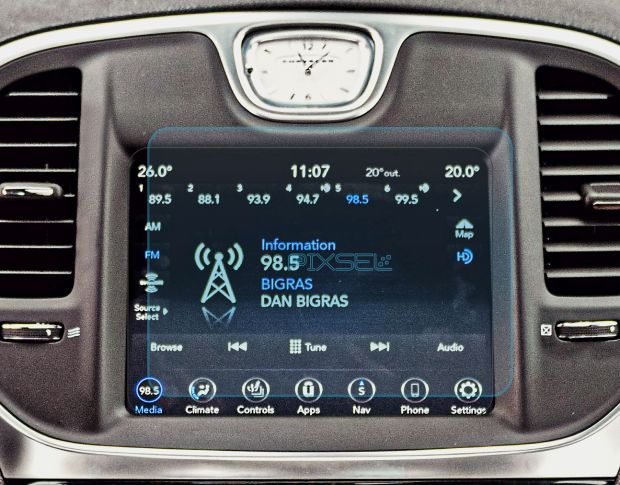 CHRYSLER
26.0° 11:07 20° out. 20.0°
1 2 3 4 5 6
89.5 88.1 93.9 94.7 98.5 99.5
AM
Map
FM
Information
HD
98.5
PIXSEL
BIGRAS
DAN BIGRAS
Source
Select
Browse Tune Audio
98.5 U S
Media Climate Controls Apps Nav Phone Settings